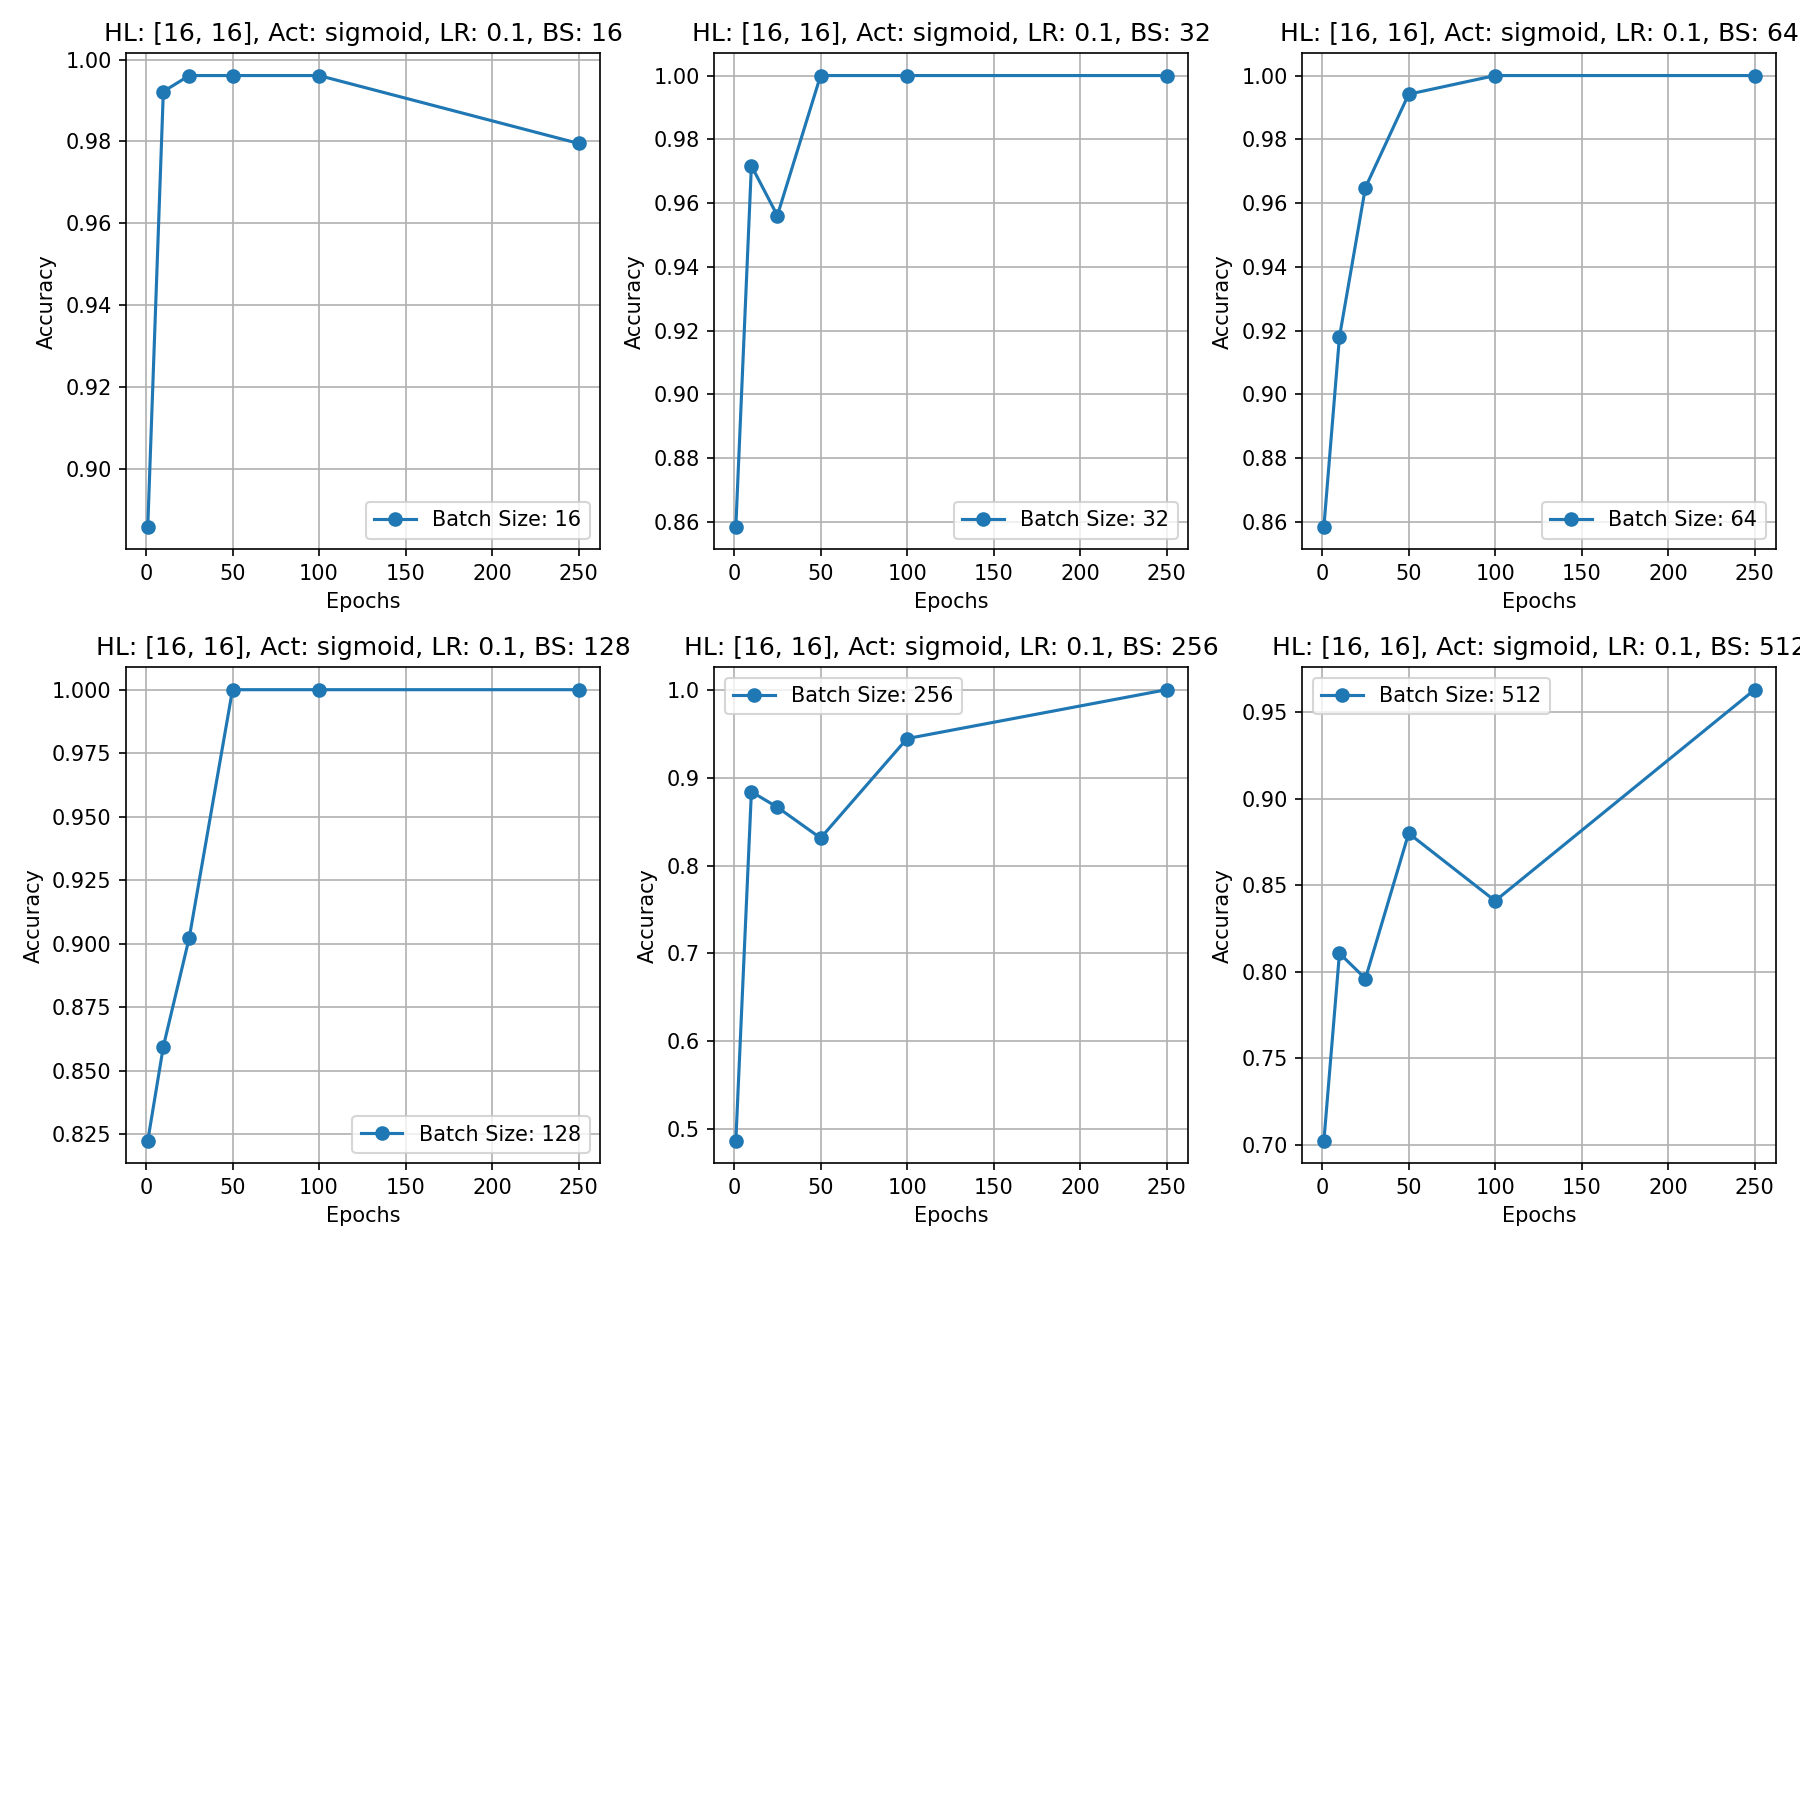 HL: [16, 16], Act: sigmoid, LR: 0.1, BS: 16
1.00
0.98
0.96
0.94
0.92
0.90
Accuracy
Batch Size: 16
0 50 100 150 200 250
Epochs
HL: [16, 16], Act: sigmoid, LR: 0.1, BS: 32
1.00
0.98
0.96
0.94
0.92
0.90
0.88
0.86
Accuracy
Batch Size: 32
0 50 100 150 200 250
Epochs
HL: [16, 16], Act: sigmoid, LR: 0.1, BS: 64
1.00
0.98
0.96
0.94
0.92
0.90
0.88
0.86
Accuracy
Batch Size: 64
0 50 100 150 200 250
Epochs
HL: [16, 16], Act: sigmoid, LR: 0.1, BS: 128
1.000
0.975
0.950
0.925
0.900
0.875
0.850
0.825
Accuracy
Batch Size: 128
0 50 100 150 200 250
Epochs
HL: [16, 16], Act: sigmoid, LR: 0.1, BS: 256
Batch Size: 256
1.0
0.9
0.8
0.7
0.6
0.5
Accuracy
0 50 100 150 200 250
Epochs
HL: [16, 16], Act: sigmoid, LR: 0.1, BS: 512
Batch Size: 512
0.95
0.90
0.85
0.80
0.75
0.70
Accuracy
0 50 100 150 200 250
Epochs